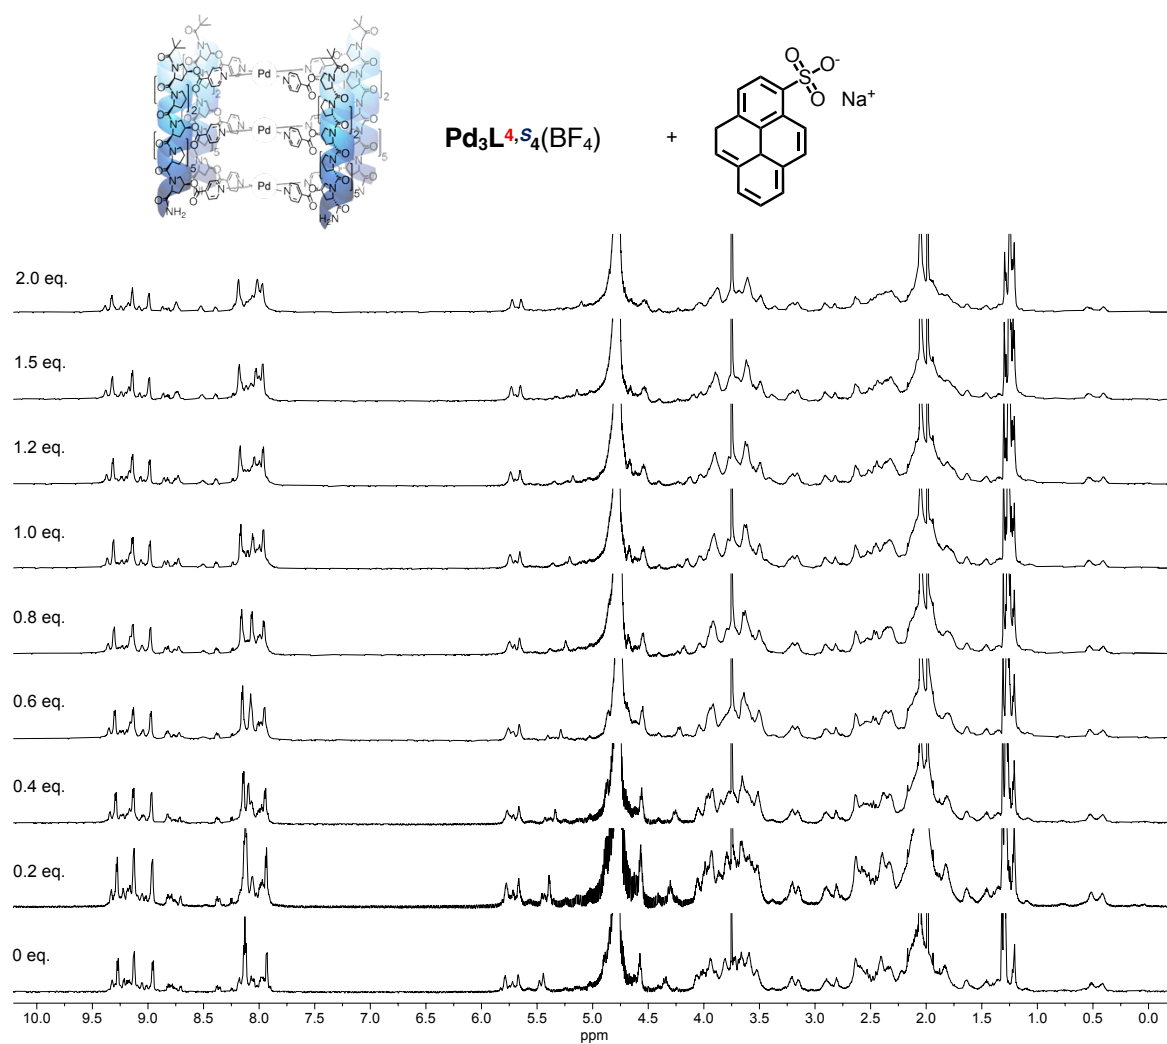 Pd
Pd
Pd
NH₂
H₂N
2
2
2
5
5
5
Pd₃L⁴,ˢ₄(BF₄)
+
O
S
O⁻
O
Na⁺
2.0 eq.
1.5 eq.
1.2 eq.
1.0 eq.
0.8 eq.
0.6 eq.
0.4 eq.
0.2 eq.
0 eq.
10.0 9.5 9.0 8.5 8.0 7.5 7.0 6.5 6.0 5.5 5.0 4.5 4.0 3.5 3.0 2.5 2.0 1.5 1.0 0.5 0.0
ppm